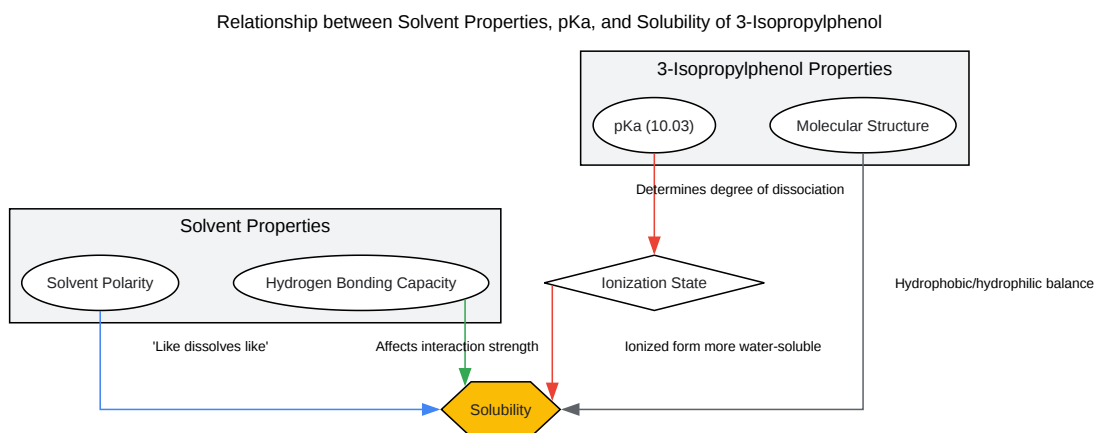 Relationship between Solvent Properties, pKa, and Solubility of 3-Isopropylphenol
3-Isopropylphenol Properties
pKa (10.03)
Molecular Structure
Determines degree of dissociation
Solvent Properties
Solvent Polarity
Hydrogen Bonding Capacity
Ionization State
Hydrophobic/hydrophilic balance
'Like dissolves like'
Affects interaction strength
Ionized form more water-soluble
Solubility